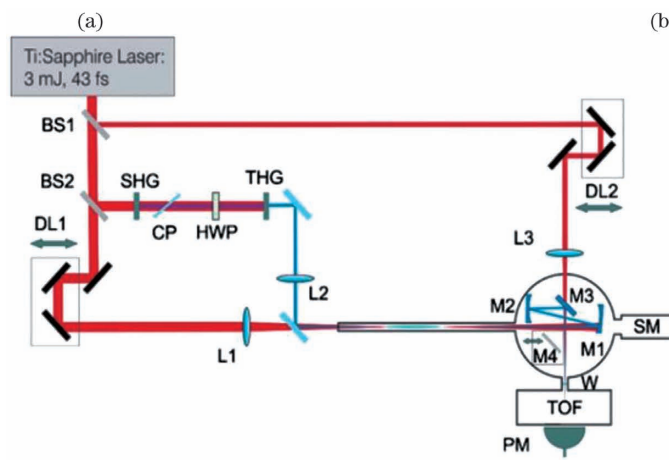 (a)
(b
Ti:Sapphire Laser:
3 mJ, 43 fs
BS1
BS2
SHG
THG
DL2
DL1
CP
HWP
L3
L2
M2
M3
SM
L1
M4
M1
W
TOF
PM